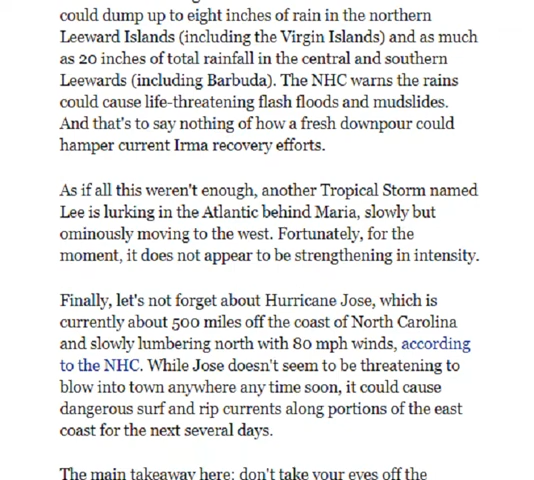 could dump up to eight inches of rain in the northern
Leeward Islands (including the Virgin Islands) and as much
as 20 inches of total rainfall in the central and southern
Leewards (including Barbuda). The NHC warns the rains
could cause life-threatening flash floods and mudslides.
And that's to say nothing of how a fresh downpour could
hamper current Irma recovery efforts.
As if all this weren't enough, another Tropical Storm named
Lee is lurking in the Atlantic behind Maria, slowly but
ominously moving to the west. Fortunately, for the
moment, it does not appear to be strengthening in intensity.
Finally, let's not forget about Hurricane Jose, which is
currently about 500 miles off the coast of North Carolina
and slowly lumbering north with 80 mph winds, according
to the NHC. While Jose doesn't seem to be threatening to
blow into town anywhere any time soon, it could cause
dangerous surf and rip currents along portions of the east
coast for the next several days.
The main takeaway here: don't take your eyes off the